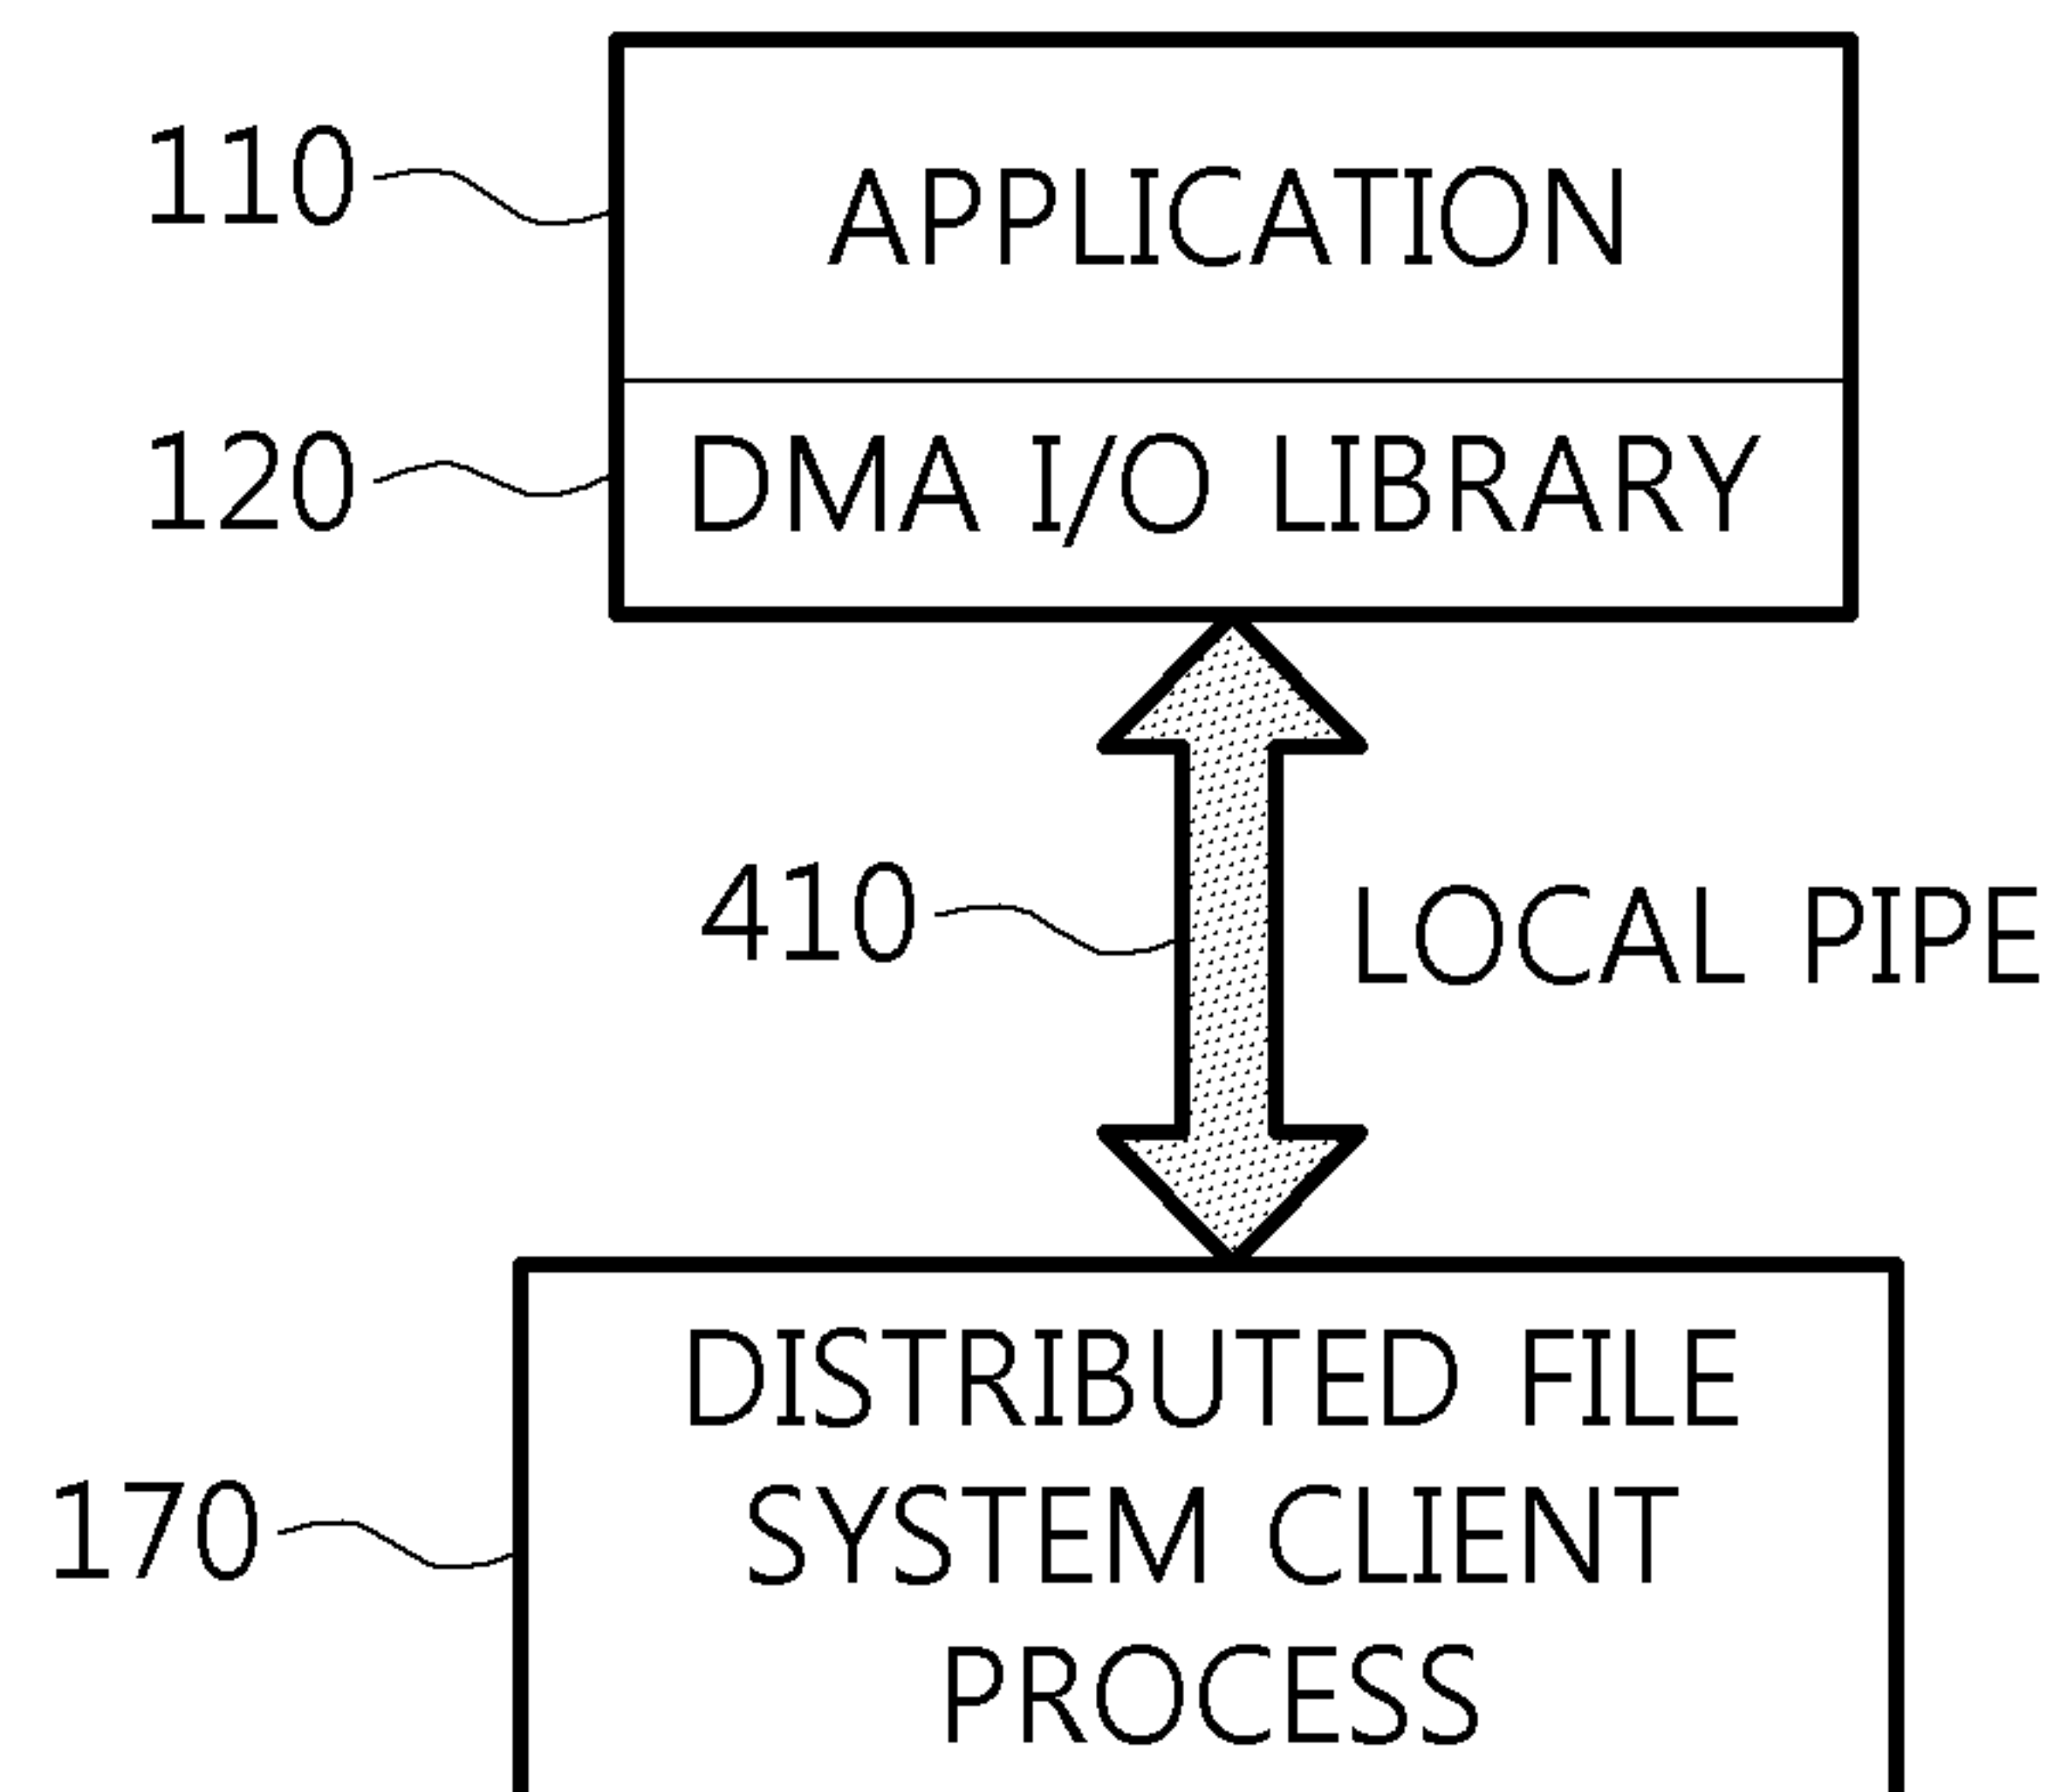 110
APPLICATION
120
DMA I/O LIBRARY
410
LOCAL PIPE
DISTRIBUTED FILE
170
SYSTEM CLIENT
PROCESS